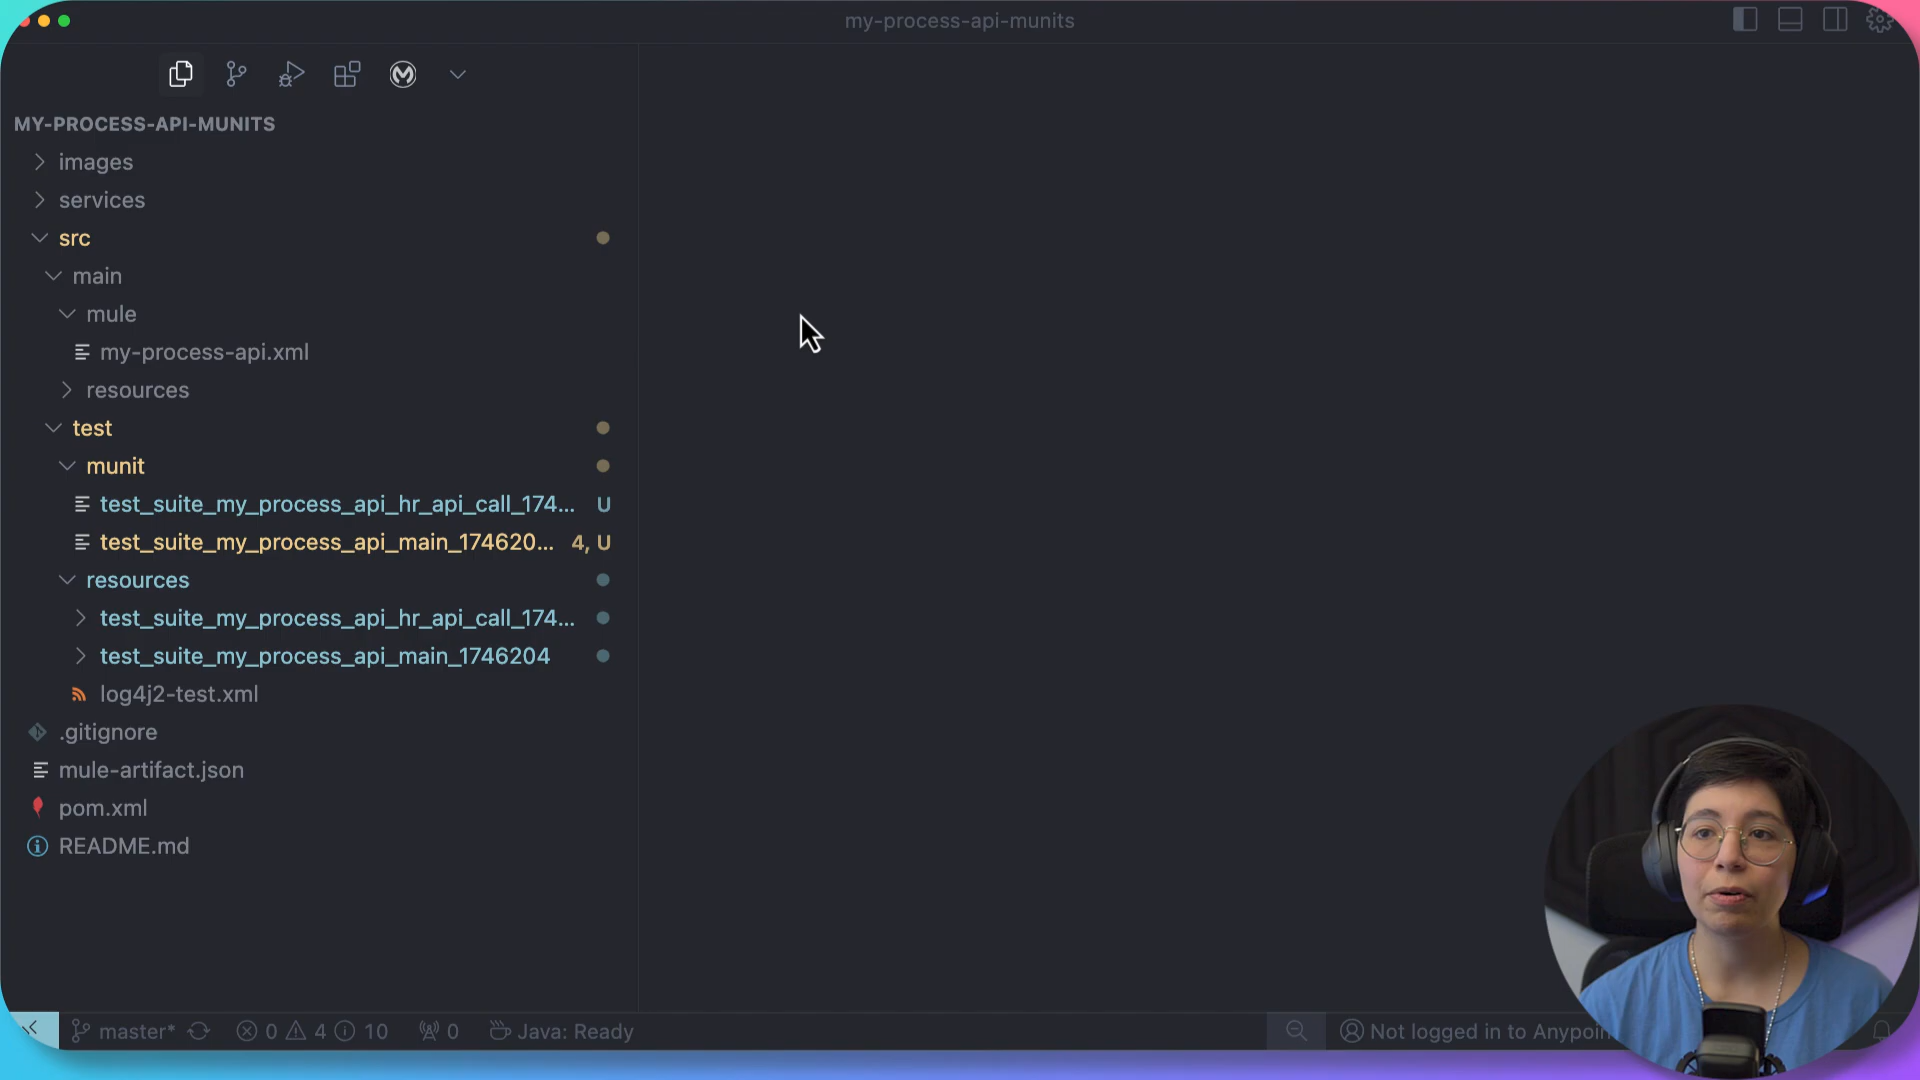 my-process-api-munits
MY-PROCESS-API-MUNITS
images
services
src
main
mule
my-process-api.xml
resources
test
munit
test_suite_my_process_api_hr_api_call_174... U
test_suite_my_process_api_main_174620... 4, U
resources
test_suite_my_process_api_hr_api_call_174...
test_suite_my_process_api_main_1746204
log4j2-test.xml
.gitignore
mule-artifact.json
pom.xml
README.md
master* 0 4 10 0 Java: Ready Not logged in to Anypoin